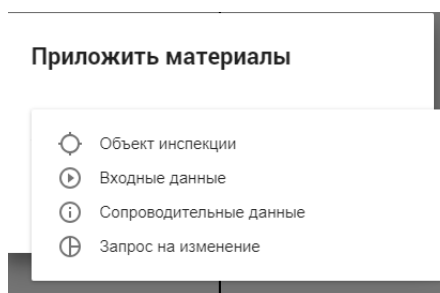 Приложить материалы
Объект инспекции
Входные данные
Сопроводительные данные
Запрос на изменение